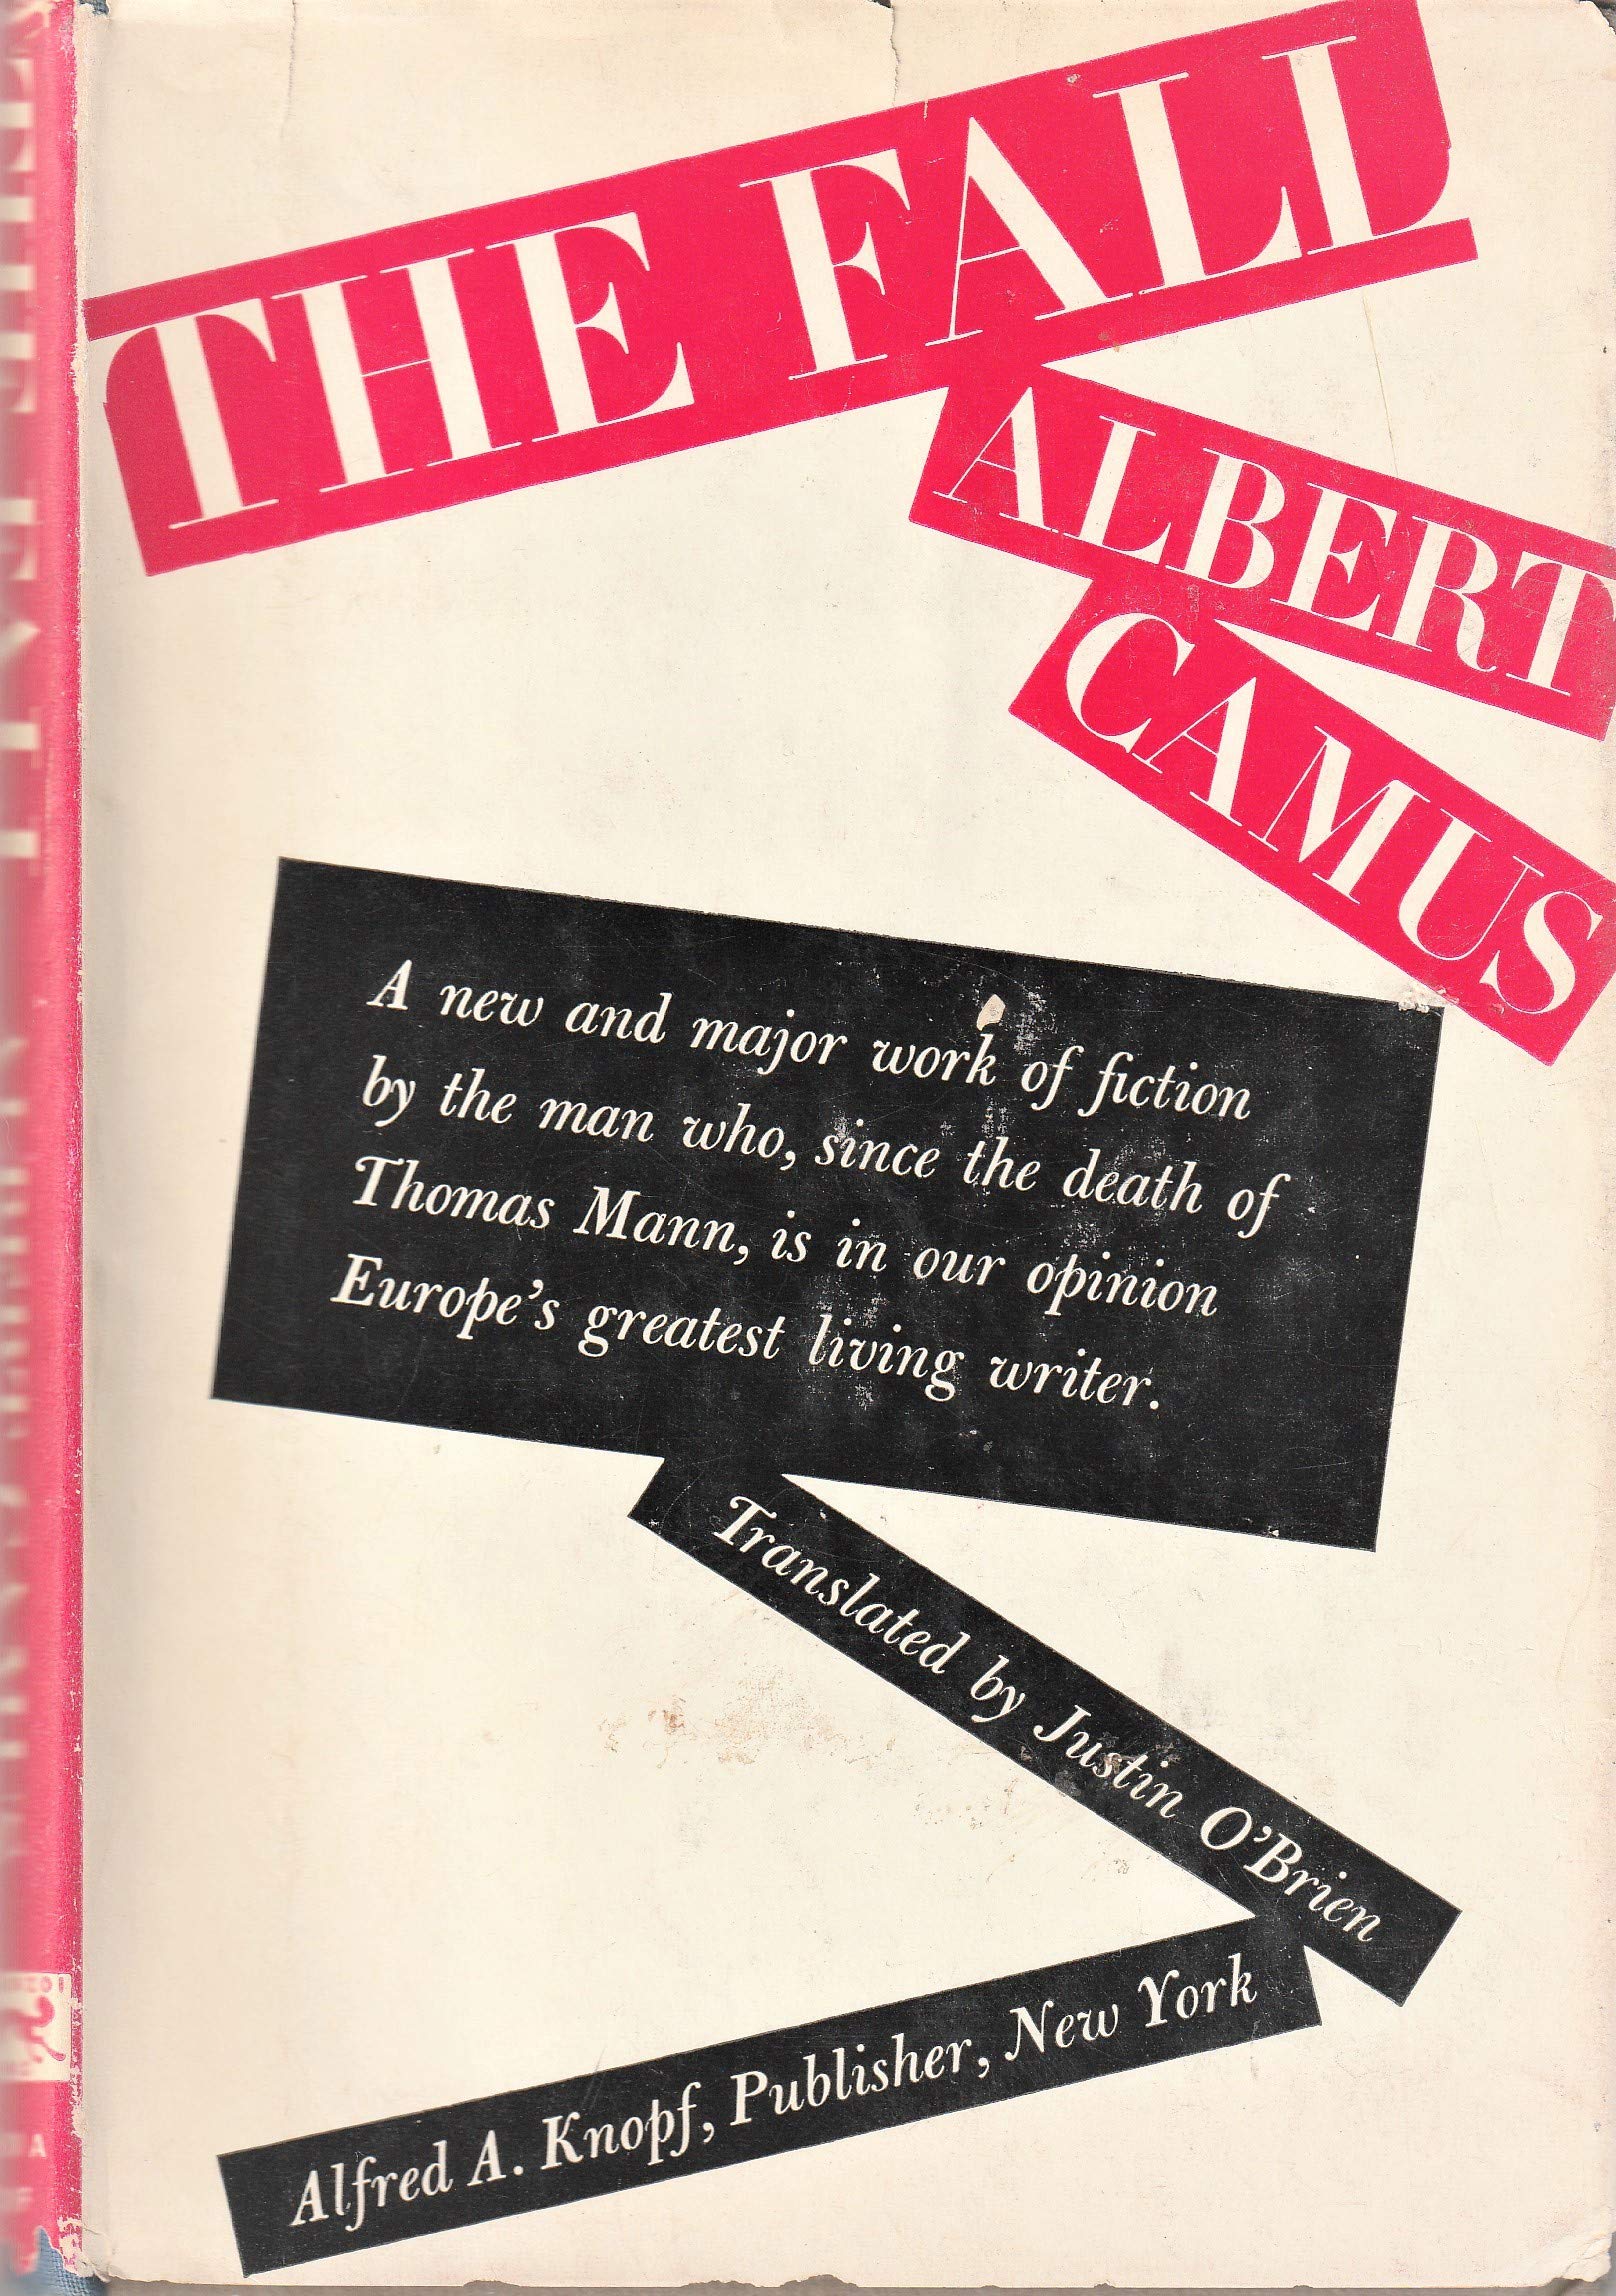 THE FALL
ALBERT
CAMUS
A new and major work of fiction
by the man who, since the death of
Thomas Mann, is in our opinion
Europe's greatest living writer.
Translated by Justin O'Brien
Alfred A. Knopf, Publisher, New York